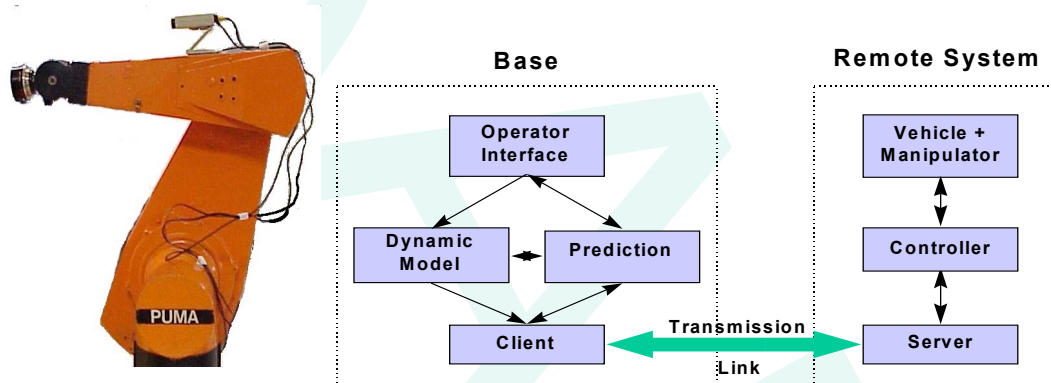 PUMA
Base
Operator
Interface
Dynamic
Model
Prediction
Client
Transmission
Link
Remote System
Vehicle +
Manipulator
Controller
Server